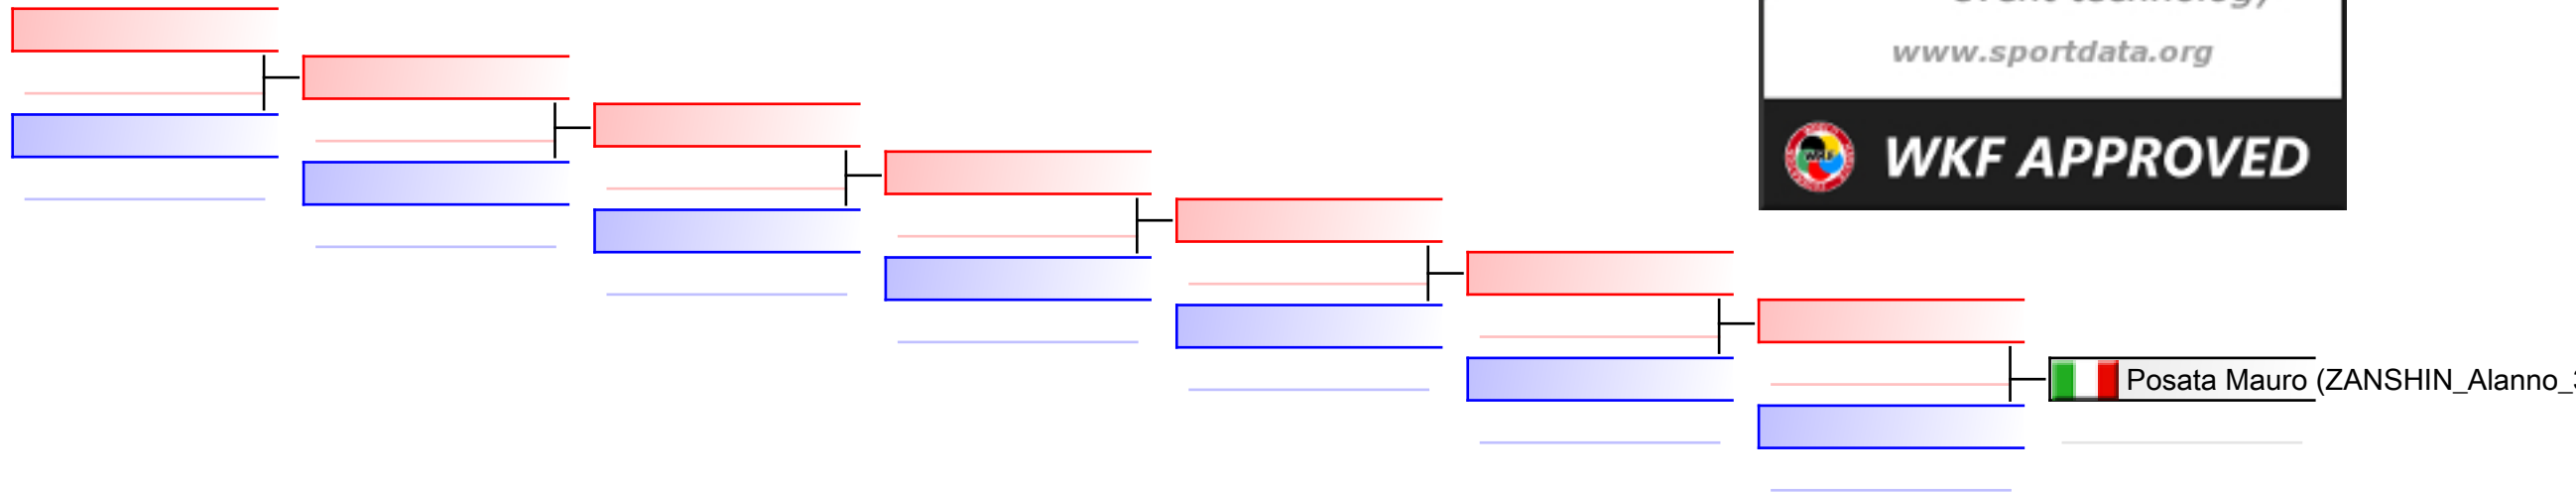 www.sportdata.org
WKF APPROVED
Posata Mauro (ZANSHIN_Alanno_